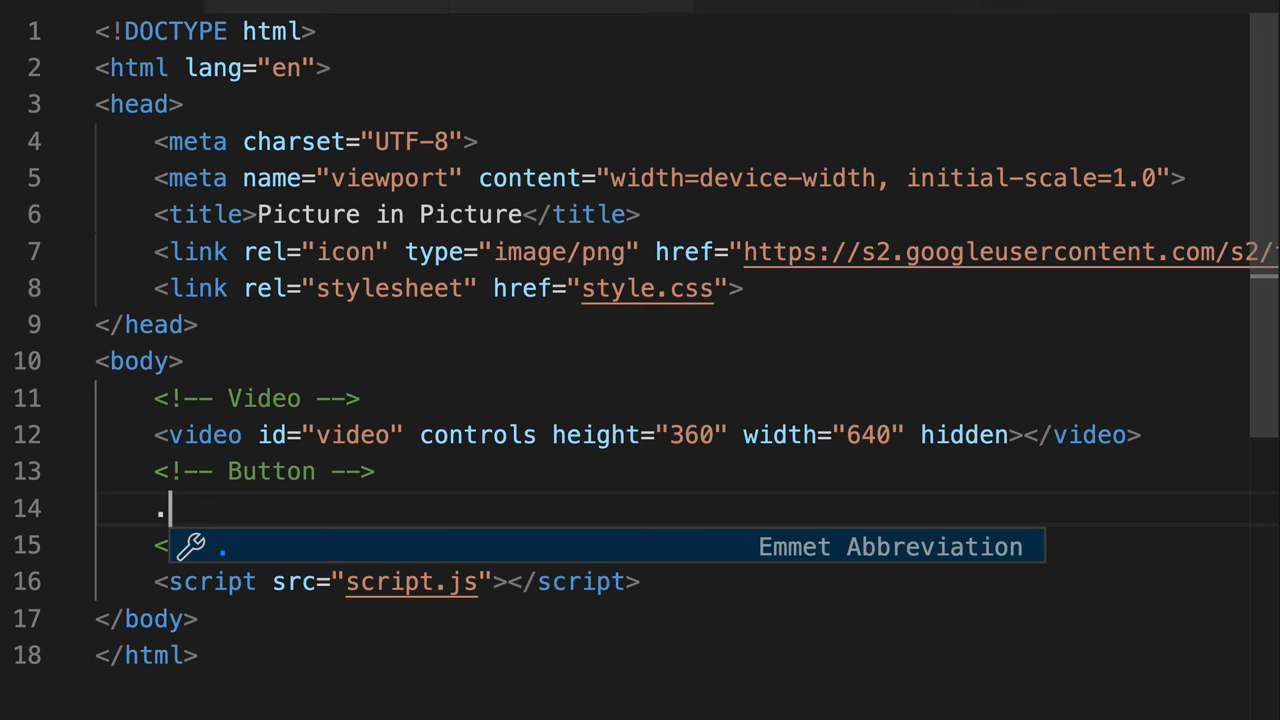 1 <!DOCTYPE html>
2 <html lang="en">
3 <head>
4 <meta charset="UTF-8">
5 <meta name="viewport" content="width=device-width, initial-scale=1.0">
6 <title>Picture in Picture</title>
7 <link rel="icon" type="image/png" href="https://s2.googleusercontent.com/s2/
8 <link rel="stylesheet" href="style.css">
9 </head>
10 <body>
11 <!-- Video -->
12 <video id="video" controls height="360" width="640" hidden></video>
13 <!-- Button -->
14 .
15 < . Emmet Abbreviation
16 <script src="script.js"></script>
17 </body>
18 </html>